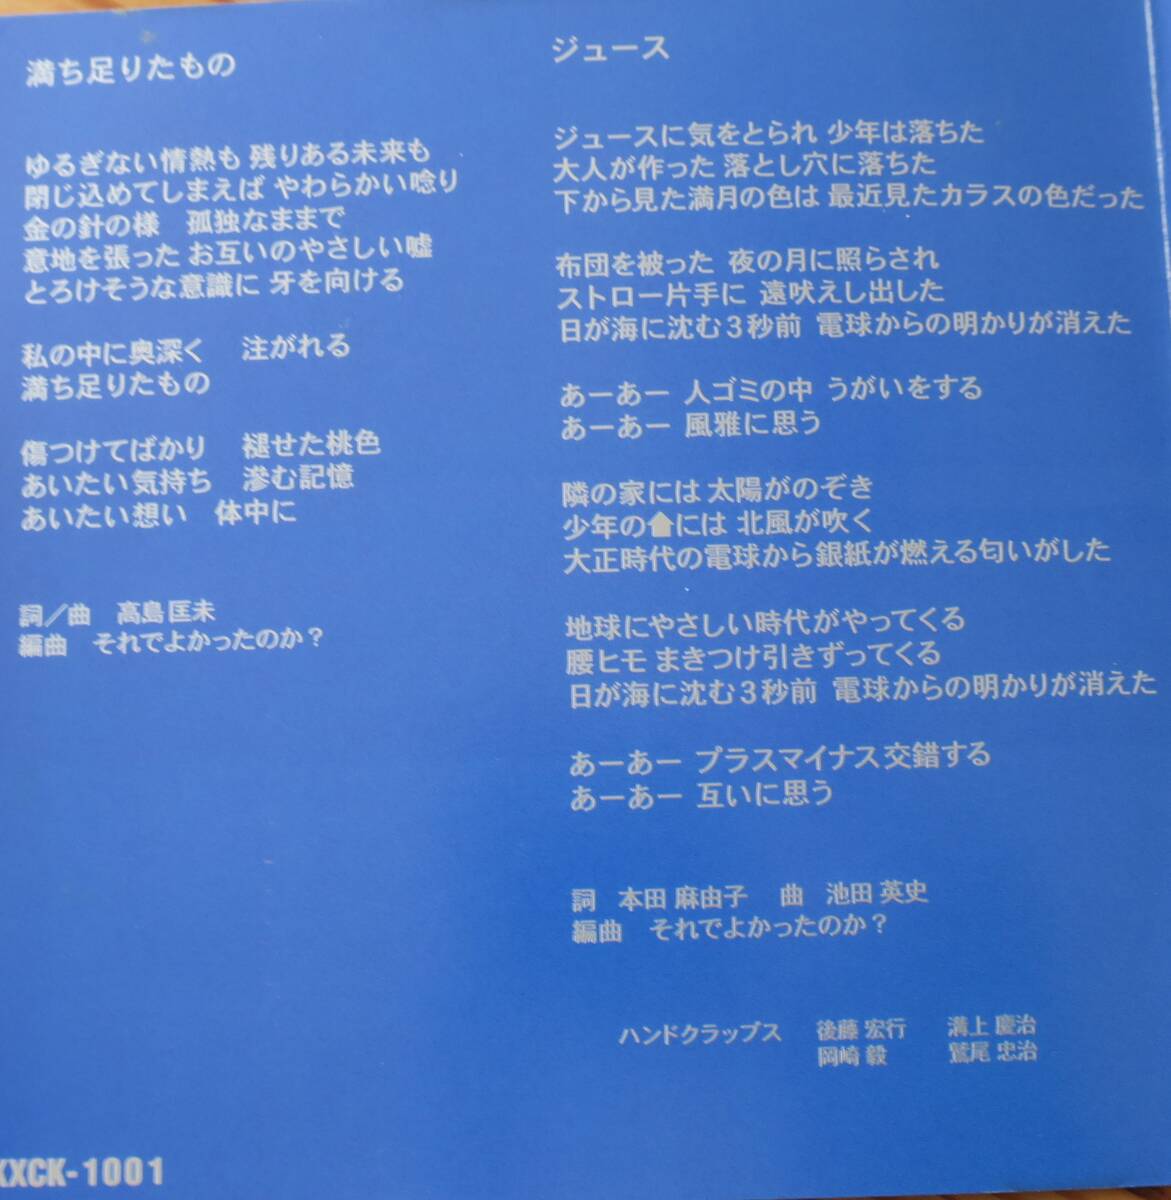 満ち足りたもの
ゆるぎない情熱も 残りある未来も
閉じ込めてしまえば やわらかい唸り
金の針の様　孤独なままで
意地を張った お互いのやさしい嘘
とろけそうな意識に 牙を向ける
私の中に奥深く　注がれる
満ち足りたもの
傷つけてばかり　褪せた桃色
あいたい気持ち　滲む記憶
あいたい想い　体中に
詞／曲　高島匡未
編曲　それでよかったのか？
ジュース
ジュースに気をとられ 少年は落ちた
大人が作った 落とし穴に落ちた
下から見た満月の色は 最近見たカラスの色だった
布団を被った 夜の月に照らされ
ストロー片手に 遠吠えし出した
日が海に沈む３秒前 電球からの明かりが消えた
あーあー 人ゴミの中 うがいをする
あーあー 風雅に思う
隣の家には 太陽がのぞき
少年の には 北風が吹く
大正時代の電球から銀紙が燃える匂いがした
地球にやさしい時代がやってくる
腰ヒモ まきつけ引きずってくる
日が海に沈む３秒前 電球からの明かりが消えた
あーあー プラスマイナス交錯する
あーあー 互いに思う
詞　本田 麻由子　曲　池田 英史
編曲　それでよかったのか？
ハンドクラップス　後藤 宏行　溝上 慶治
岡崎 毅　鷲尾 忠治
XXCK-1001